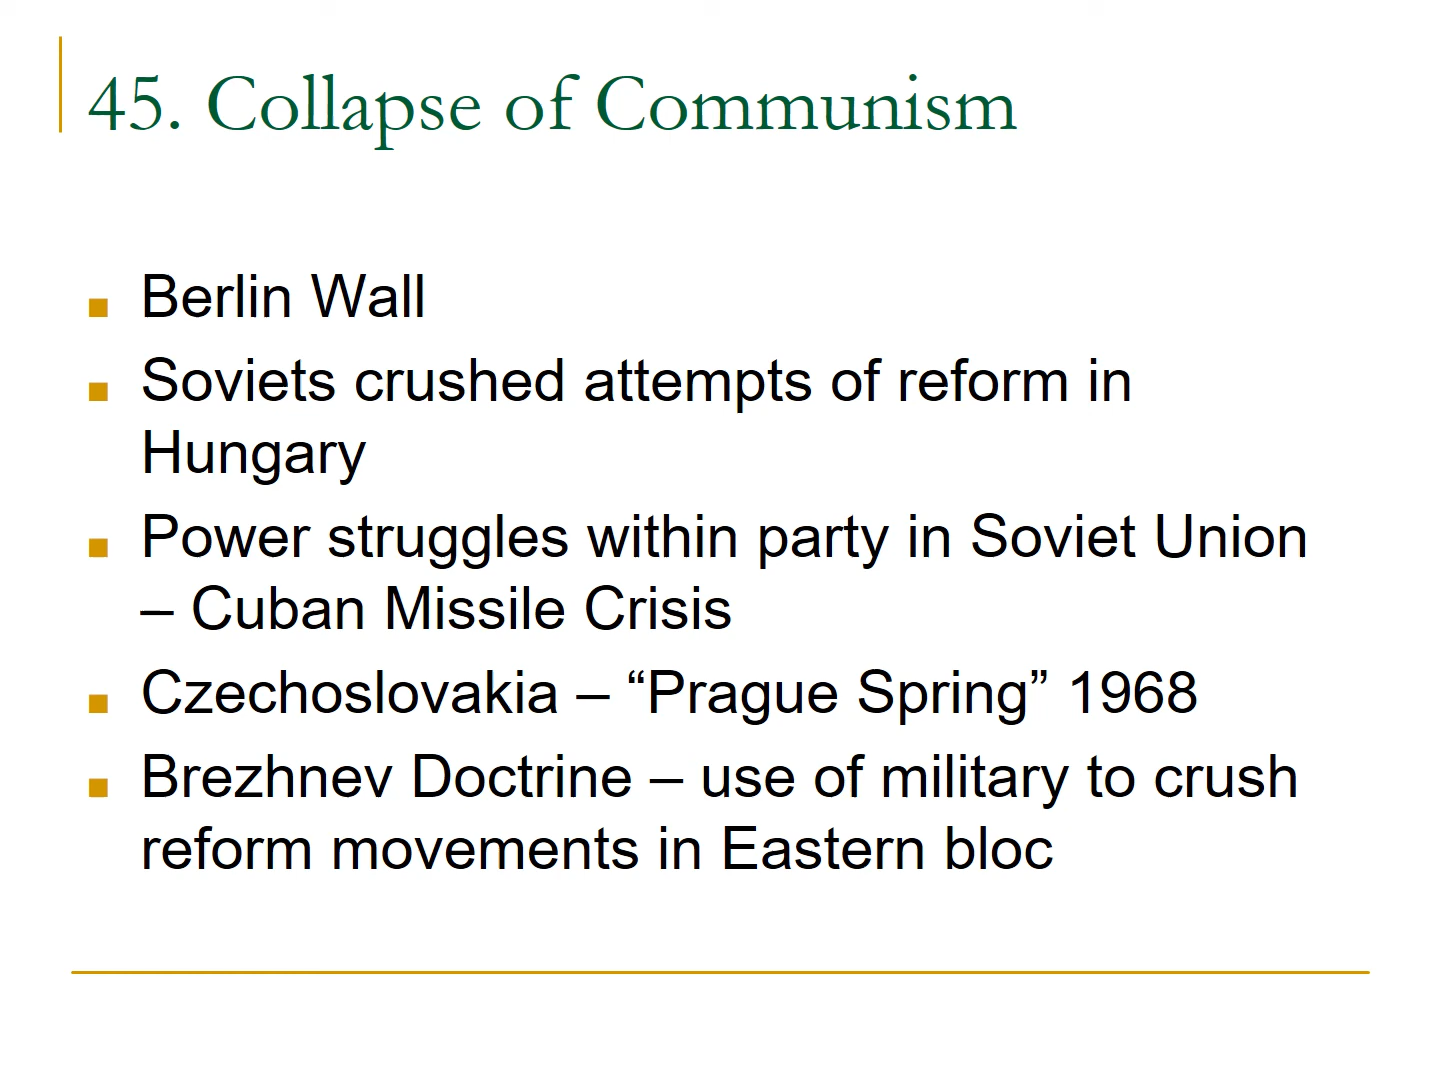 45. Collapse of Communism
Berlin Wall
Soviets crushed attempts of reform in
Hungary
Power struggles within party in Soviet Union
– Cuban Missile Crisis
Czechoslovakia – “Prague Spring” 1968
Brezhnev Doctrine – use of military to crush
reform movements in Eastern bloc